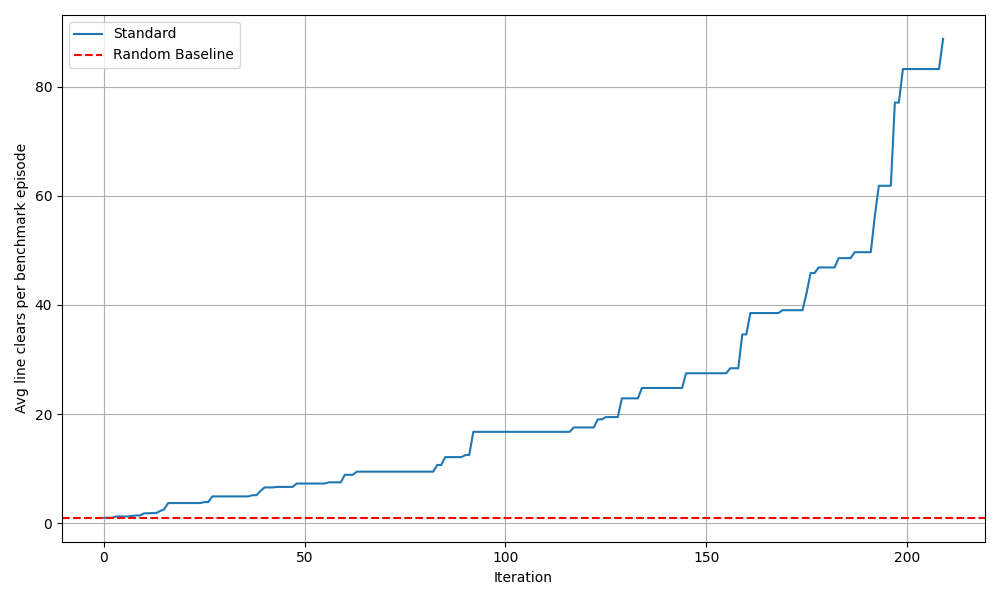 Standard
Random Baseline
Avg line clears per benchmark episode
80
60
40
20
0
0 50 100 150 200
Iteration